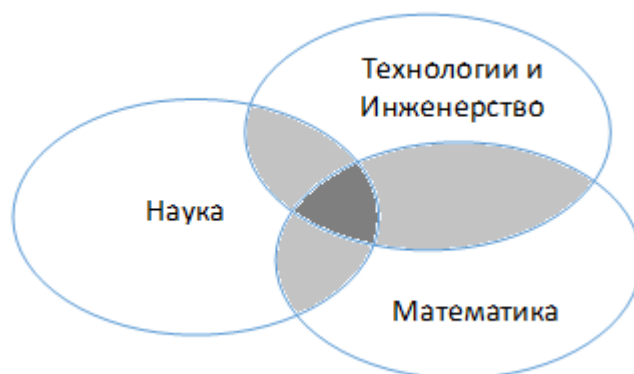 Технологии и
Инженерство
Наука
Математика